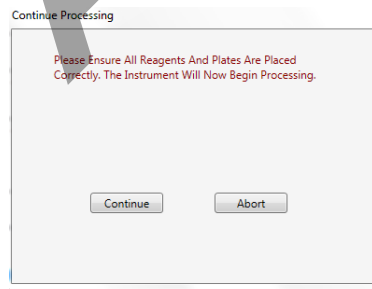 Continue Processing
Please Ensure All Reagents And Plates Are Placed
Correctly. The Instrument Will Now Begin Processing.
Continue
Abort